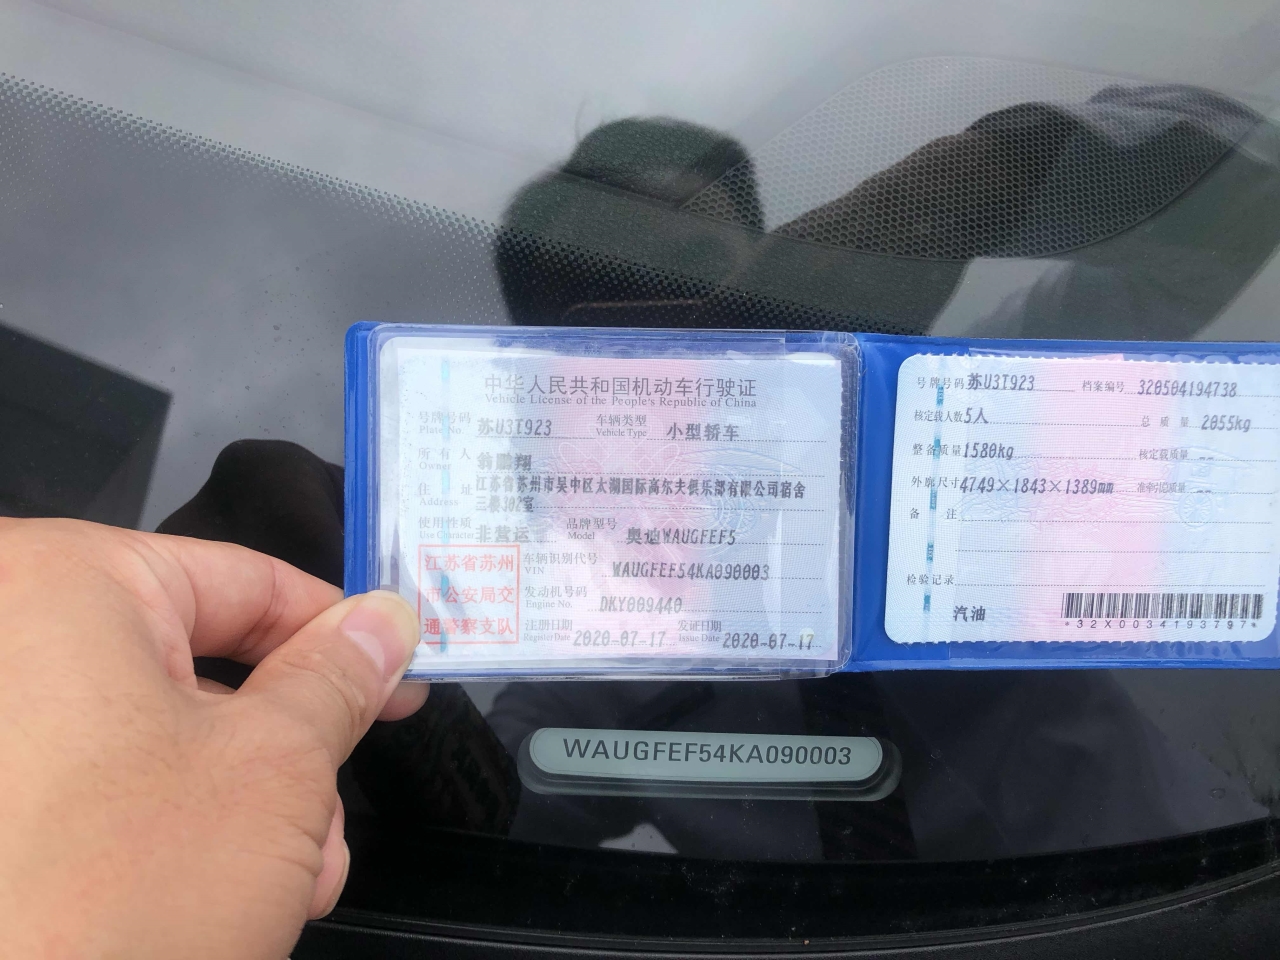 中华人民共和国机动车行驶证
Vehicle License of the People's Republic of China
号牌号码 苏U3T923 车辆类型 小型轿车
Plate No. Vehicle Type
所有人 翁鹏翔
Owner
住址 江苏省苏州市吴中区太湖国际高尔夫俱乐部有限公司宿舍
Address 三楼302室
使用性质 非营运 品牌型号 奥迪WAUGFEF5
Use Character Model
江苏省苏州
市公安局交
通警察支队
车辆识别代号 WAUGFEF54KA090003
VIN
发动机号码 DKY009440
Engine No.
注册日期 2020-07-17 发证日期 2020-07-17
Register Date Issue Date
号牌号码 苏U3T923 档案编号 320504194738
核定载人数 5人 总质量 2055kg
整备质量 1580kg 核定载质量 --
外廓尺寸 4749×1843×1389mm 准牵引总质量 --
备注
检验记录
汽油
*32X0034193797*
WAUGFEF54KA090003